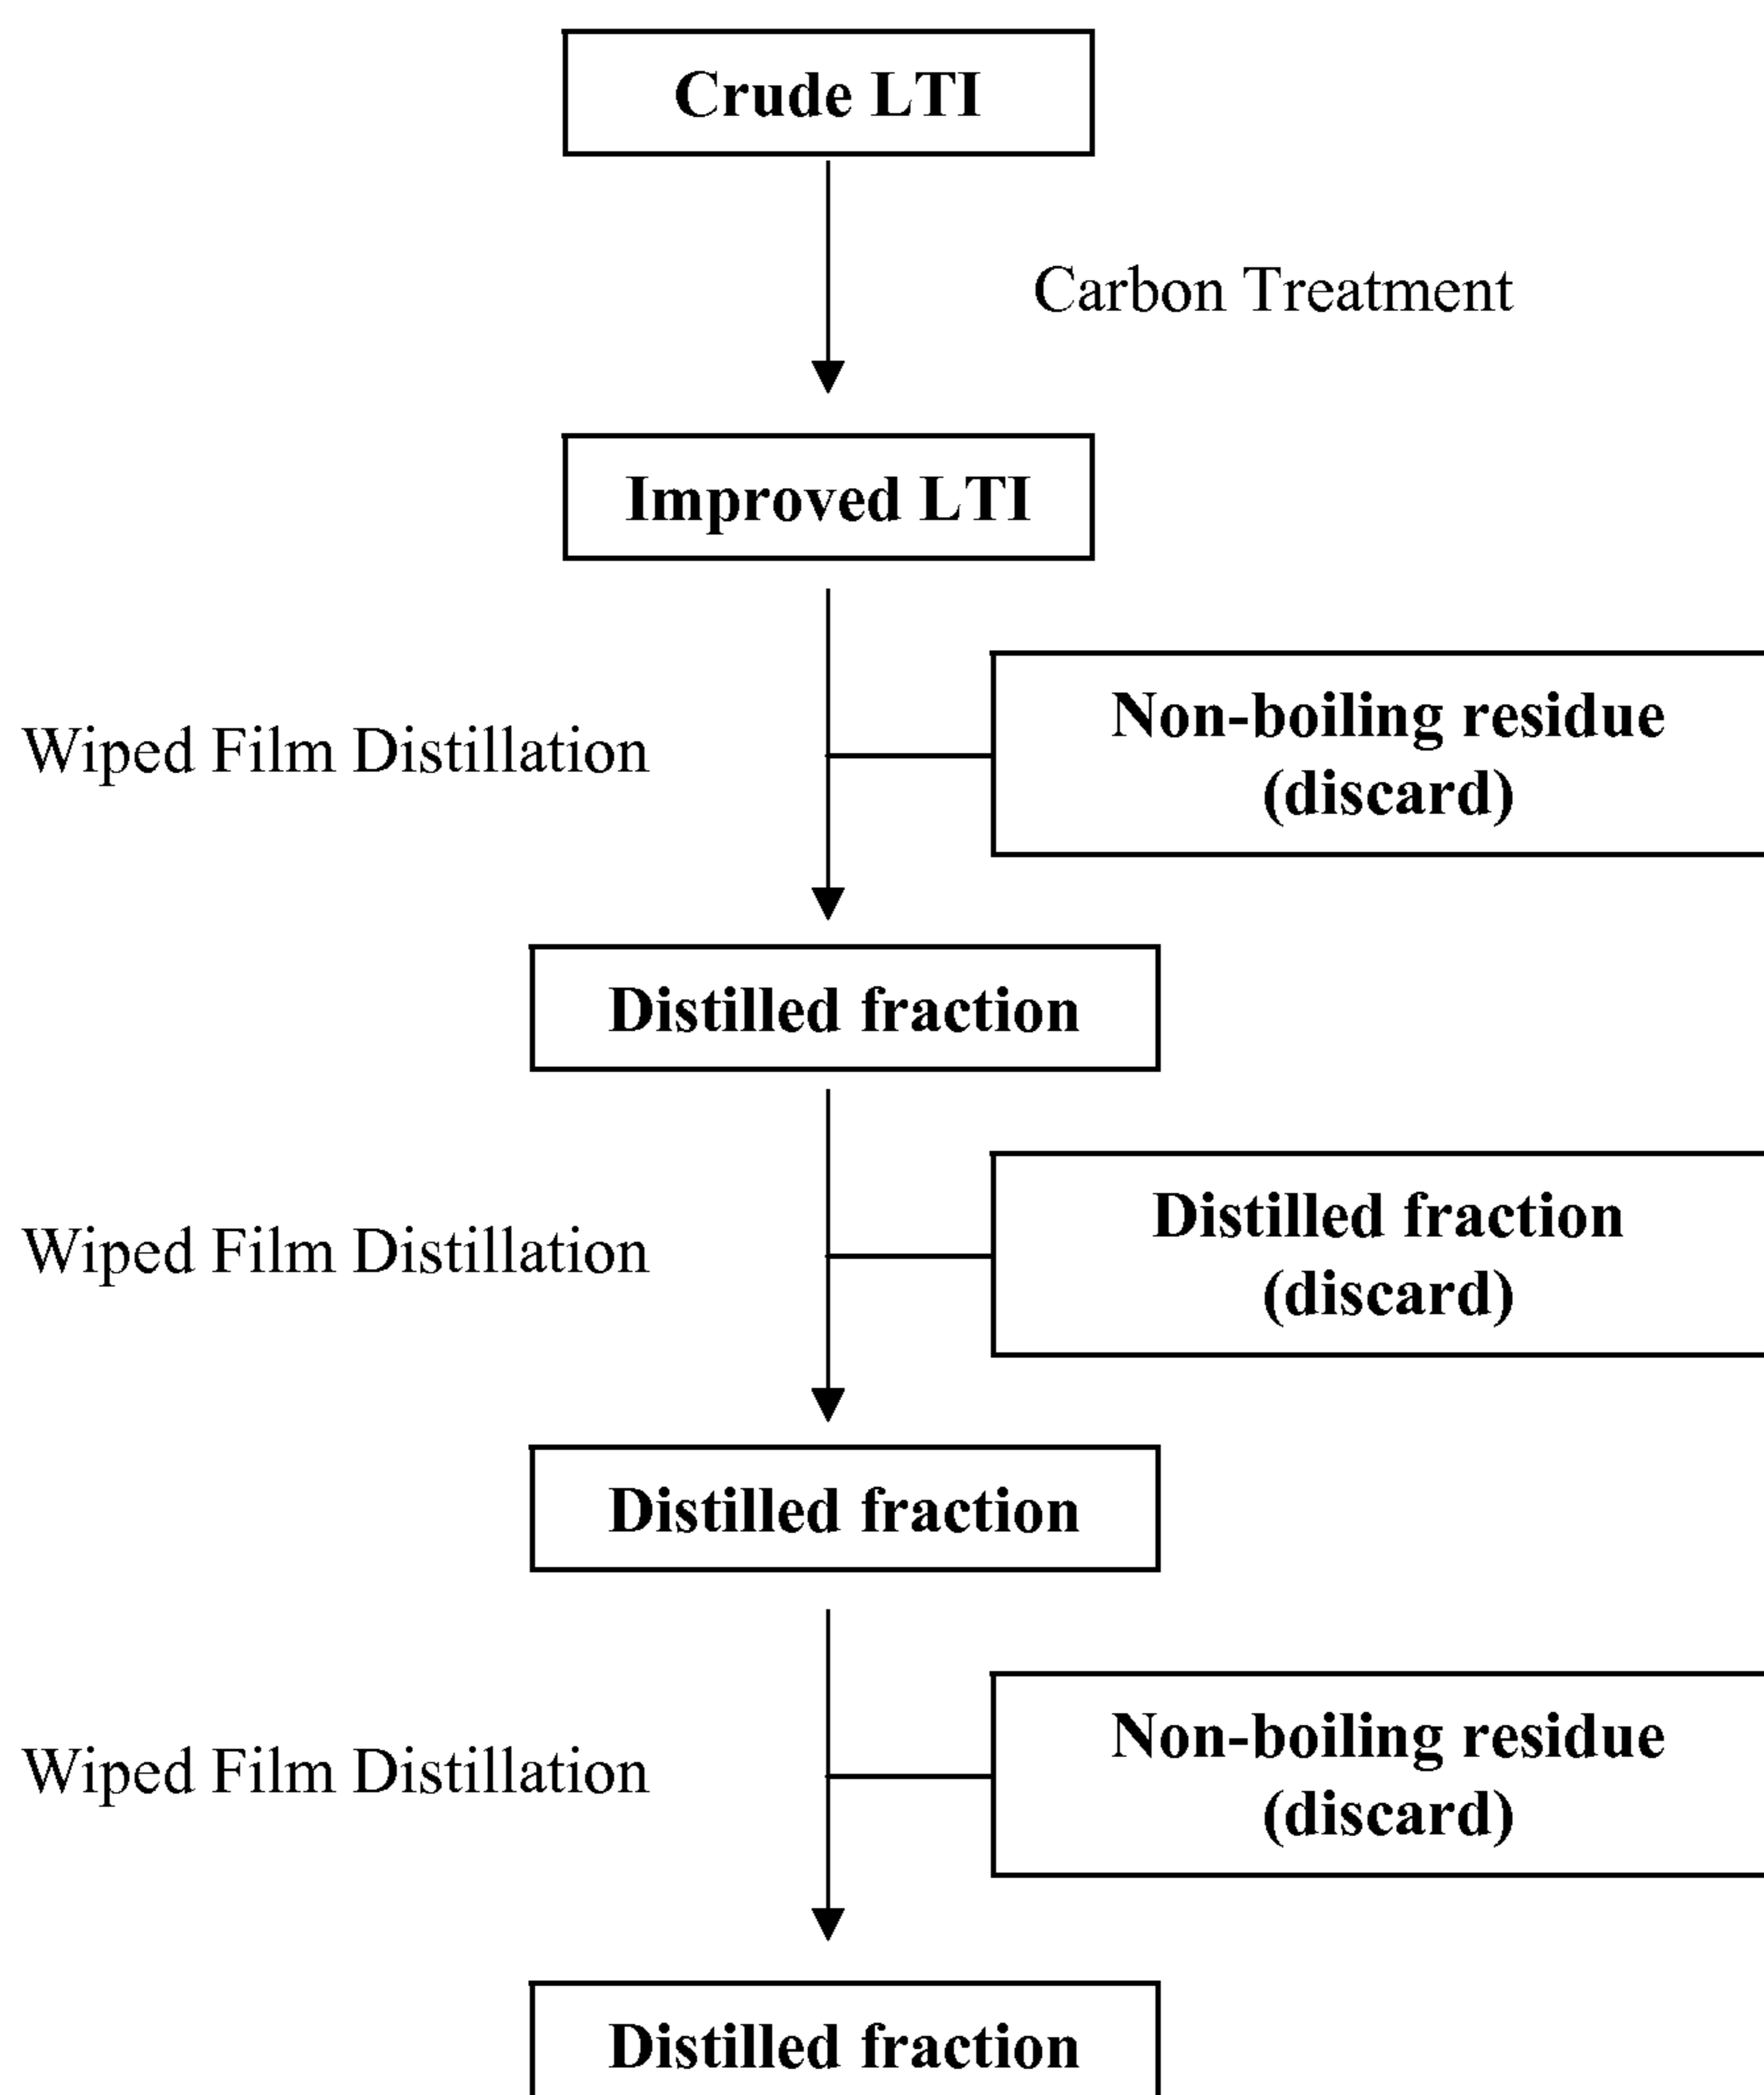 Crude LTI
Carbon Treatment
Improved LTI
Wiped Film Distillation
Non-boiling residue
(discard)
Distilled fraction
Wiped Film Distillation
Distilled fraction
(discard)
Distilled fraction
Wiped Film Distillation
Non-boiling residue
(discard)
Distilled fraction